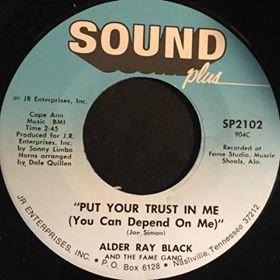 SOUND
plus
℗ JR Enterprises, Inc.
SP2102
904C
Cape Ann
Music BMI
Time 2:45
Produced for J.R.
Enterprises, Inc.
by Sonny Limbo
Horns arranged
by Dale Quillen
Recorded at
Fame Studio, Muscle
Shoals, Ala.
"PUT YOUR TRUST IN ME
(You Can Depend On Me)"
(Joe Simon)
ALDER RAY BLACK
AND THE FAME GANG
JR ENTERPRISES, INC. P.O. Box 6128 • Nashville, Tennessee 37212